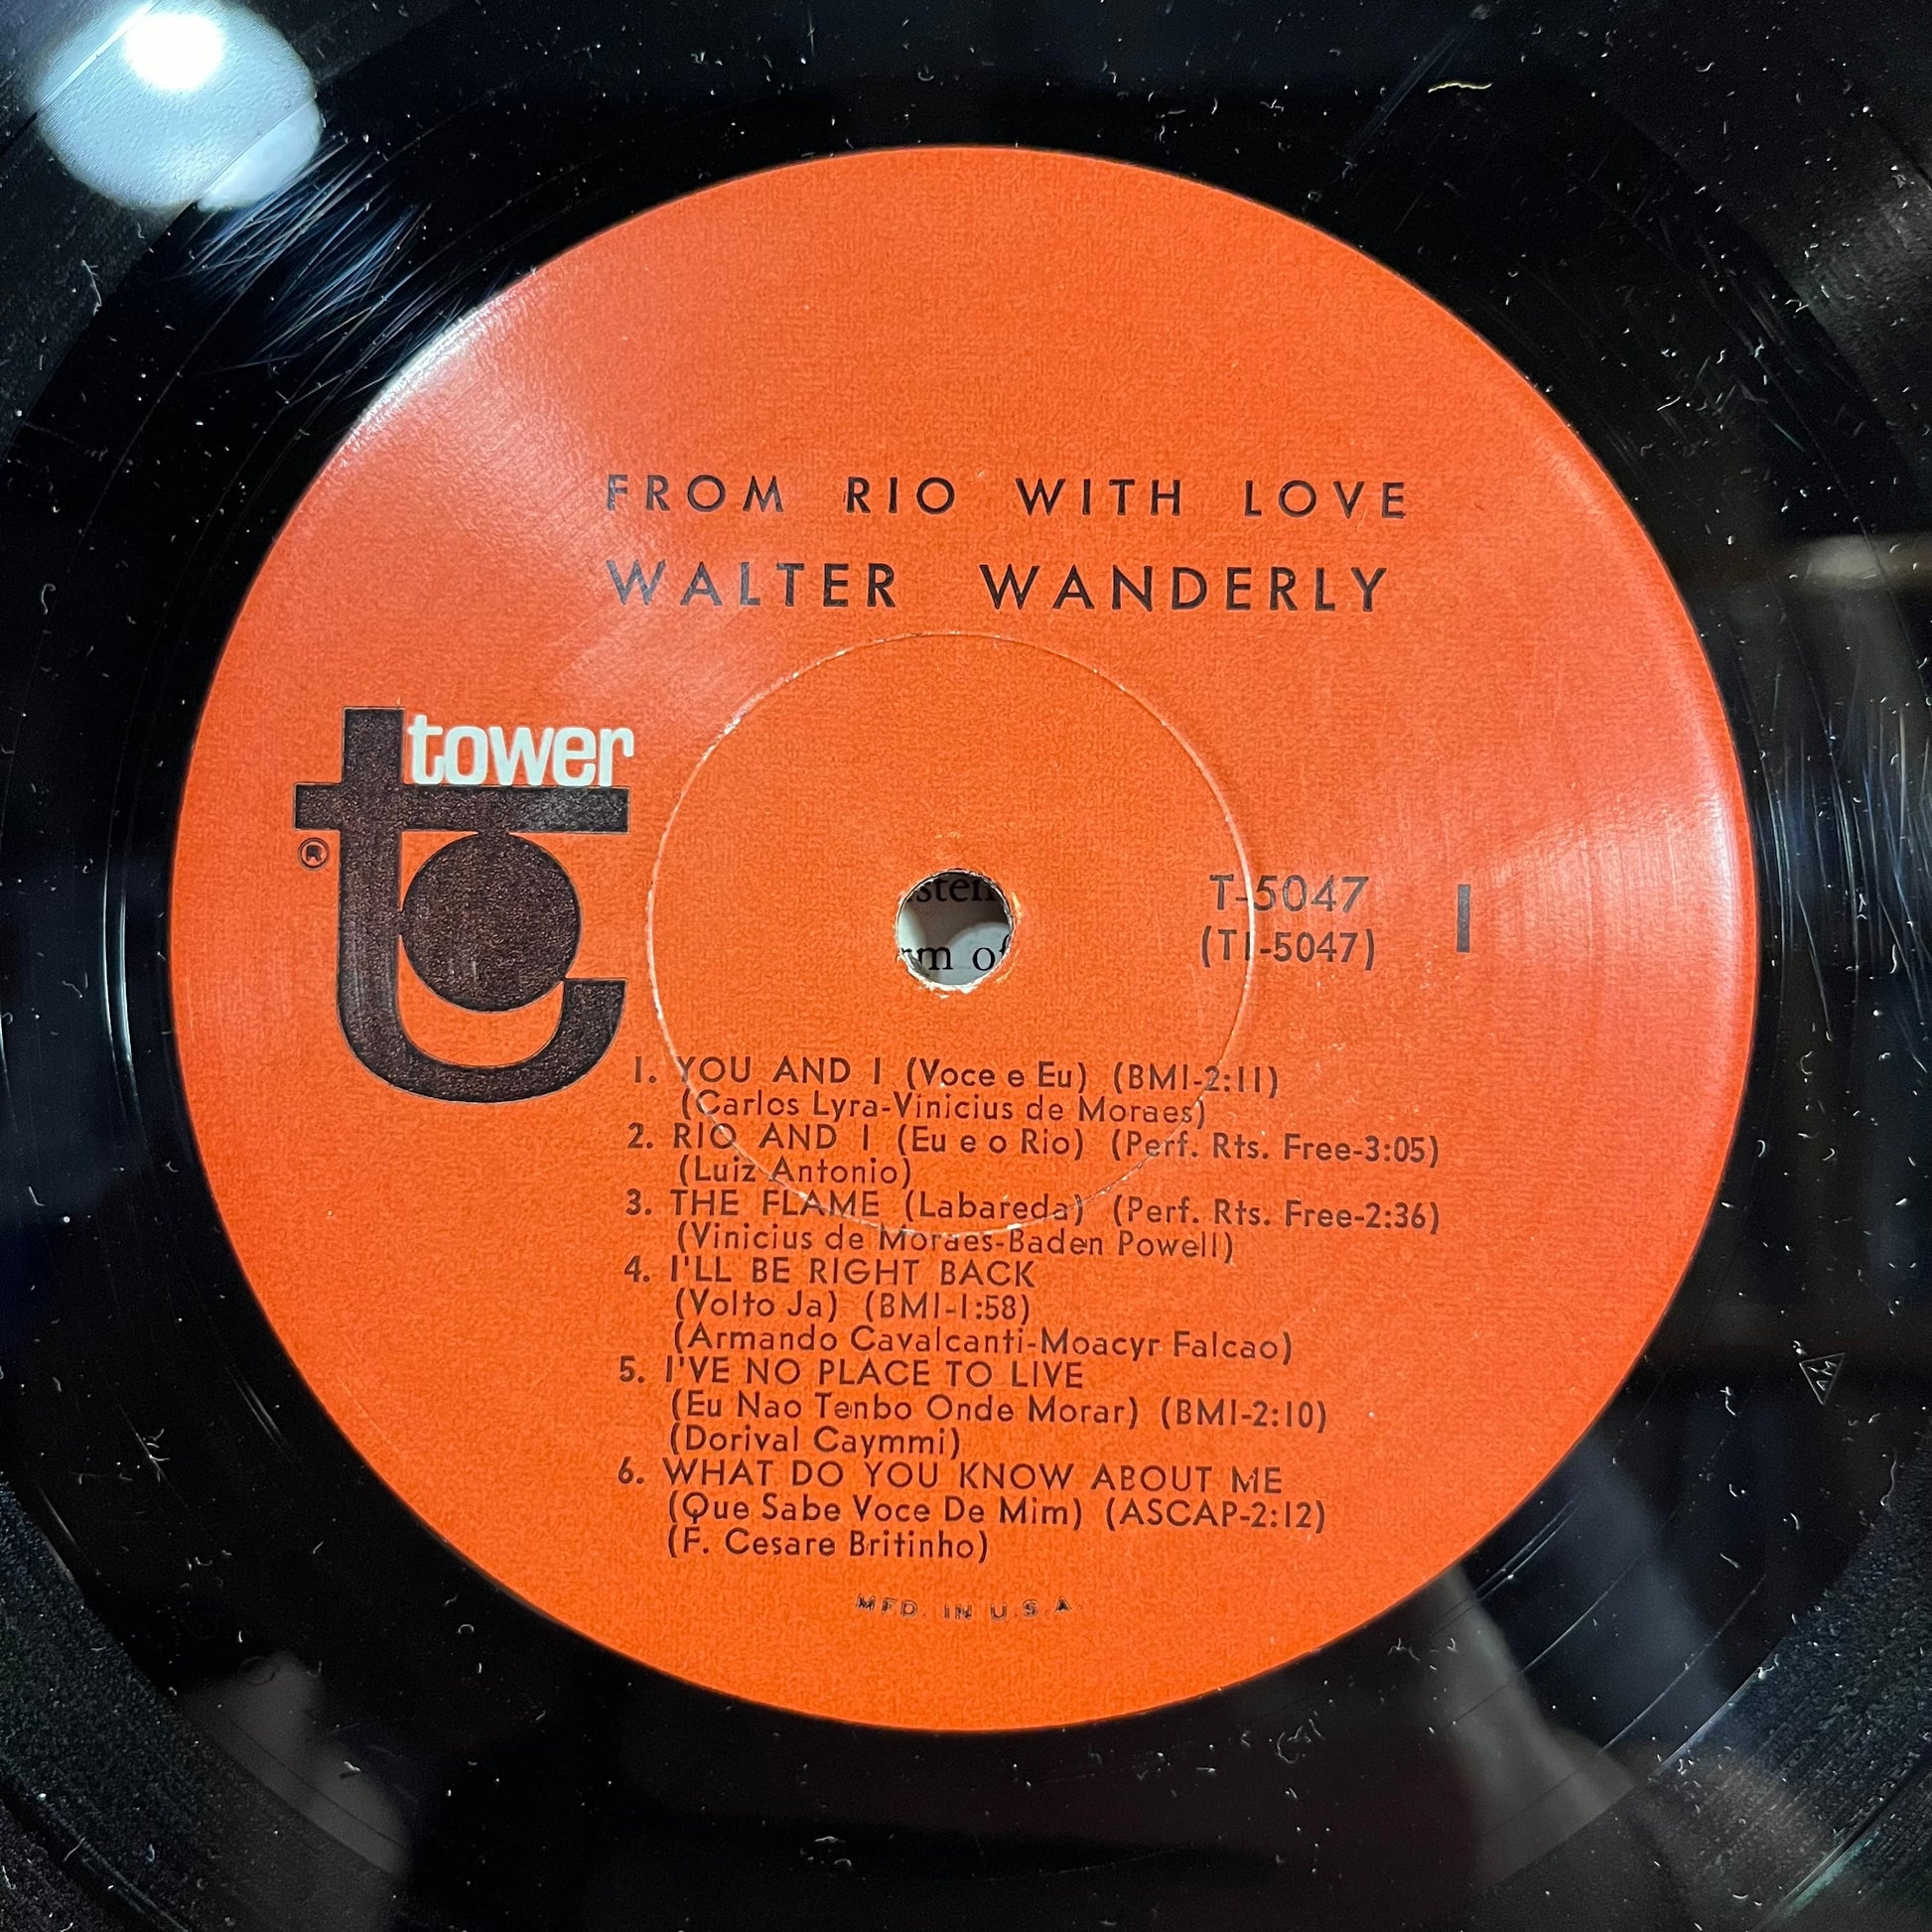 FROM RIO WITH LOVE
WALTER WANDERLY
tower
®
T-5047
(T1-5047)
1
1. YOU AND I (Voce e Eu) (BMI-2:11)
(Carlos Lyra-Vinicius de Moraes)
2. RIO AND I (Eu e o Rio) (Perf. Rts. Free-3:05)
(Luiz Antonio)
3. THE FLAME (Labareda) (Perf. Rts. Free-2:36)
(Vinicius de Moraes-Baden Powell)
4. I'LL BE RIGHT BACK
(Volto Ja) (BMI-1:58)
(Armando Cavalcanti-Moacyr Falcao)
5. I'VE NO PLACE TO LIVE
(Eu Nao Tenbo Onde Morar) (BMI-2:10)
(Dorival Caymmi)
6. WHAT DO YOU KNOW ABOUT ME
(Que Sabe Voce De Mim) (ASCAP-2:12)
(F. Cesare Britinho)
MFD. IN U.S.A.